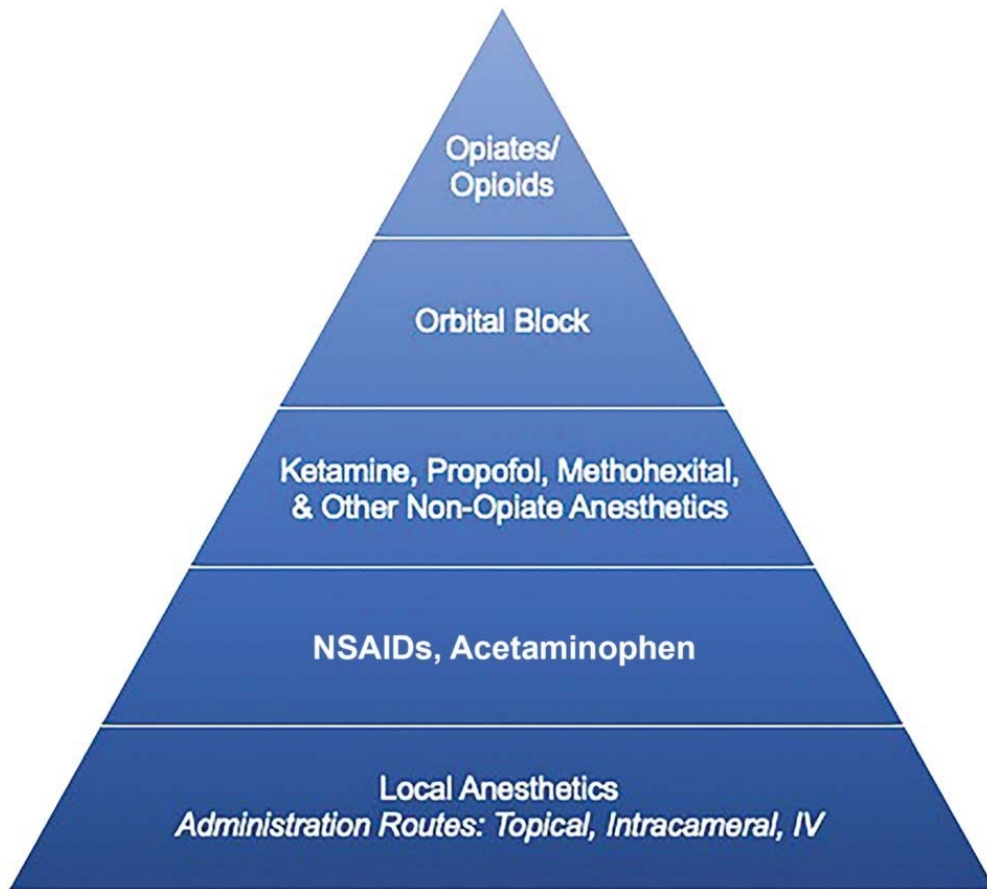 Opiates/
Opioids
Orbital Block
Ketamine, Propofol, Methohexital,
& Other Non-Opiate Anesthetics
NSAIDs, Acetaminophen
Local Anesthetics
Administration Routes: Topical, Intracameral, IV